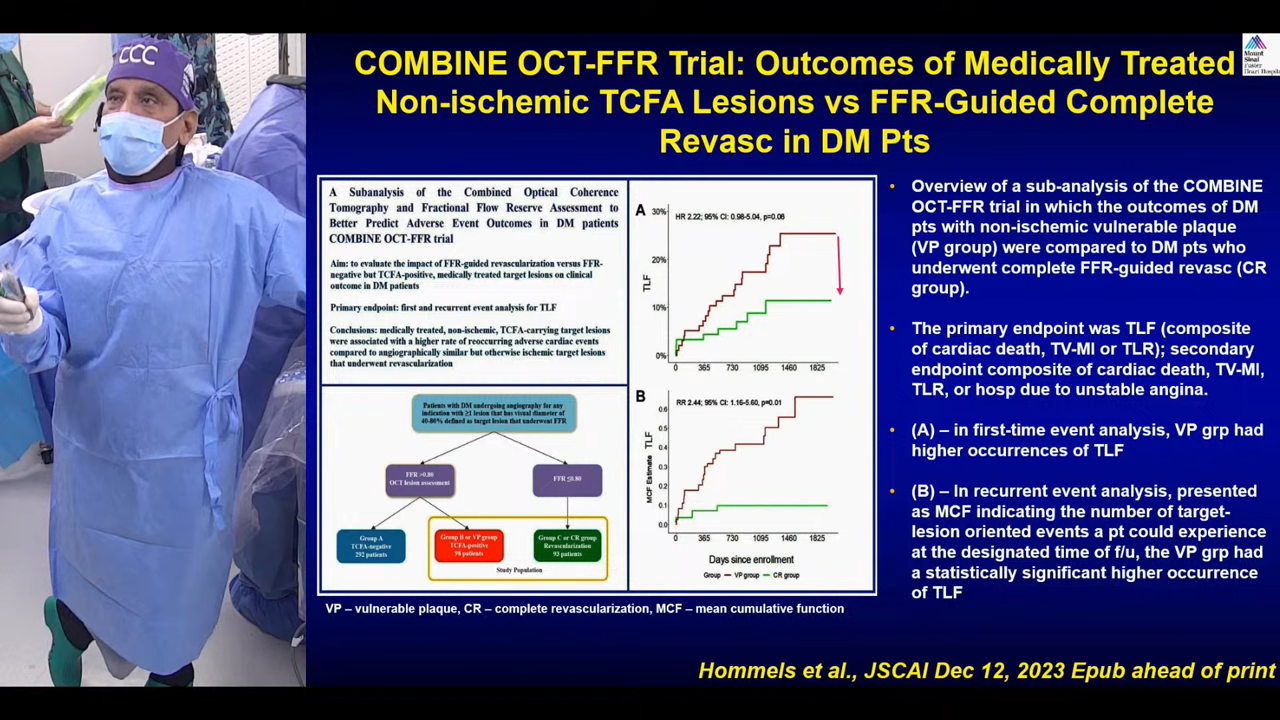 CCC
COMBINE OCT-FFR Trial: Outcomes of Medically Treated
Non-ischemic TCFA Lesions vs FFR-Guided Complete
Revasc in DM Pts
Mount
Sinai
A Subanalysis of the Combined Optical Coherence
Tomography and Fractional Flow Reserve Assessment to
Better Predict Adverse Event Outcomes in DM patients
COMBINE OCT-FFR trial
Aim: to evaluate the impact of FFR-guided revascularization versus FFR-
negative but TCFA-positive, medically treated target lesions on clinical
outcome in DM patients
Primary endpoint: first and recurrent event analysis for TLF
Conclusions: medically treated, non-ischemic, TCFA-carrying target lesions
were associated with a higher rate of reoccurring adverse cardiac events
compared to angiographically similar but otherwise ischemic target lesions
that underwent revascularization
Patients with DM undergoing angiography for any
indication with ≥1 lesion that has visual diameter of
40-80% defined as target lesion that underwent FFR
FFR >0.80
OCT lesion assessment
FFR ≤0.80
Group A
TCFA-negative
292 patients
Group B or VP group
TCFA-positive
98 patients
Group C or CR group
Revascularization
93 patients
Study Population
A
HR 2.22; 95% CI: 0.98-5.04, p=0.06
TLF
30%
20%
10%
0%
0 365 730 1095 1460 1825
B
RR 2.44; 95% CI: 1.16-5.60, p=0.01
MCF Estimate TLF
0.6
0.5
0.4
0.3
0.2
0.1
0.0
0 365 730 1095 1460 1825
Days since enrollment
Group VP group CR group
VP – vulnerable plaque, CR – complete revascularization, MCF – mean cumulative function
• Overview of a sub-analysis of the COMBINE
OCT-FFR trial in which the outcomes of DM
pts with non-ischemic vulnerable plaque
(VP group) were compared to DM pts who
underwent complete FFR-guided revasc (CR
group).
• The primary endpoint was TLF (composite
of cardiac death, TV-MI or TLR); secondary
endpoint composite of cardiac death, TV-MI,
TLR, or hosp due to unstable angina.
• (A) – in first-time event analysis, VP grp had
higher occurrences of TLF
• (B) – In recurrent event analysis, presented
as MCF indicating the number of target-
lesion oriented events a pt could experience
at the designated time of f/u, the VP grp had
a statistically significant higher occurrence
of TLF
Hommels et al., JSCAI Dec 12, 2023 Epub ahead of print